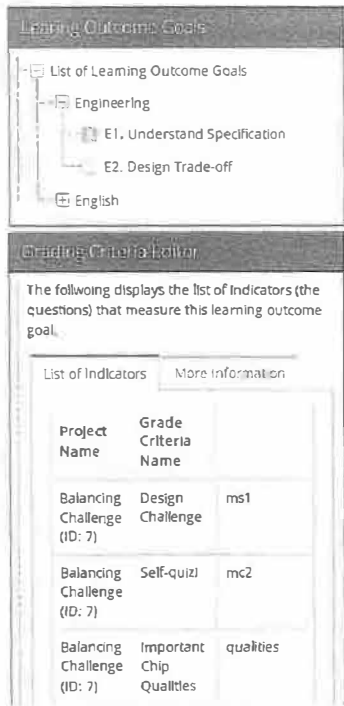 Learing Outcome Goals
List of Learning Outcome Goals
Engineering
E1. Understand Specification
E2. Design Trade-off
English
Grading Criteria Editor
The follwoing displays the list of Indicators (the
questions) that measure this learning outcome
goal.
List of Indicators More Information
Project Name Grade Criteria Name
Balancing Challenge (ID: 7) Design Challenge ms1
Balancing Challenge (ID: 7) Self-quiz1 mc2
Balancing Challenge (ID: 7) Important Chip Qualities qualities